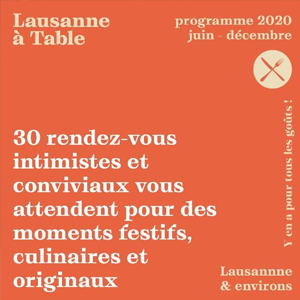 Lausanne
à Table
programme 2020
juin - décembre
30 rendez-vous
intimistes et
conviviaux vous
attendent pour des
moments festifs,
culinaires et
originaux
Y en a pour tous les goûts !
Lausannne
& environs